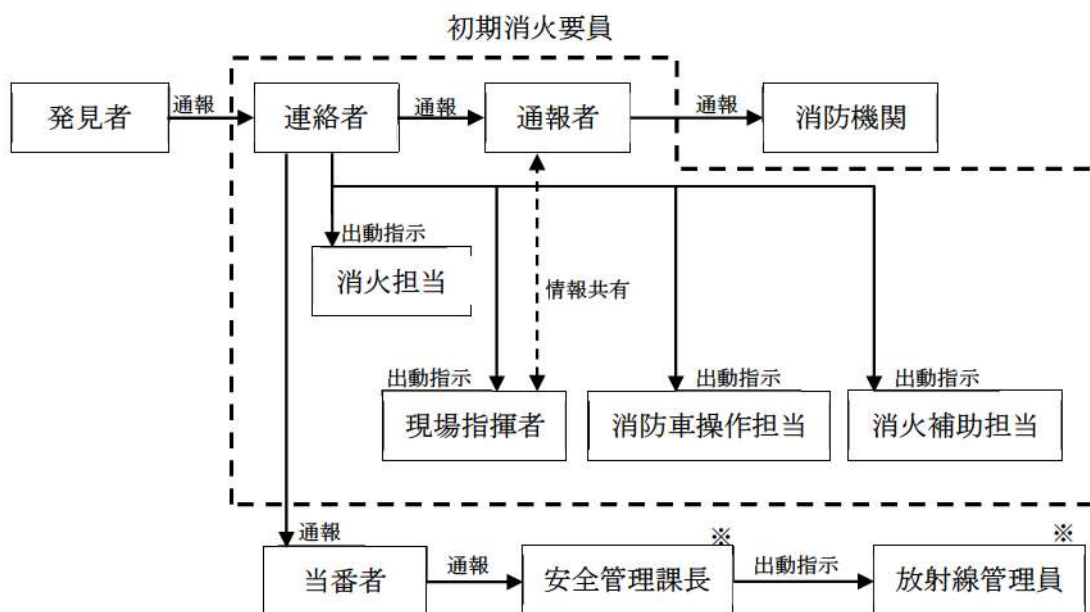 初期消火要員
発見者
通報
連絡者
通報
通報者
通報
消防機関
出動指示
消火担当
情報共有
出動指示
現場指揮者
出動指示
消防車操作担当
出動指示
消火補助担当
通報
当番者
通報
※
安全管理課長
出動指示
※
放射線管理員